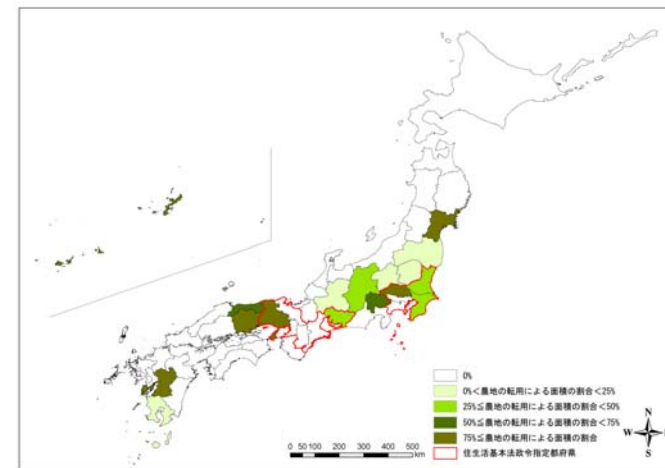 0%
0%<農地の転用による面積の割合<25%
25%≦農地の転用による面積の割合<50%
50%≦農地の転用による面積の割合<75%
75%≦農地の転用による面積の割合
住生活基本法政令指定都府県
0 50 100 200 300 400 500
km
N
W
S